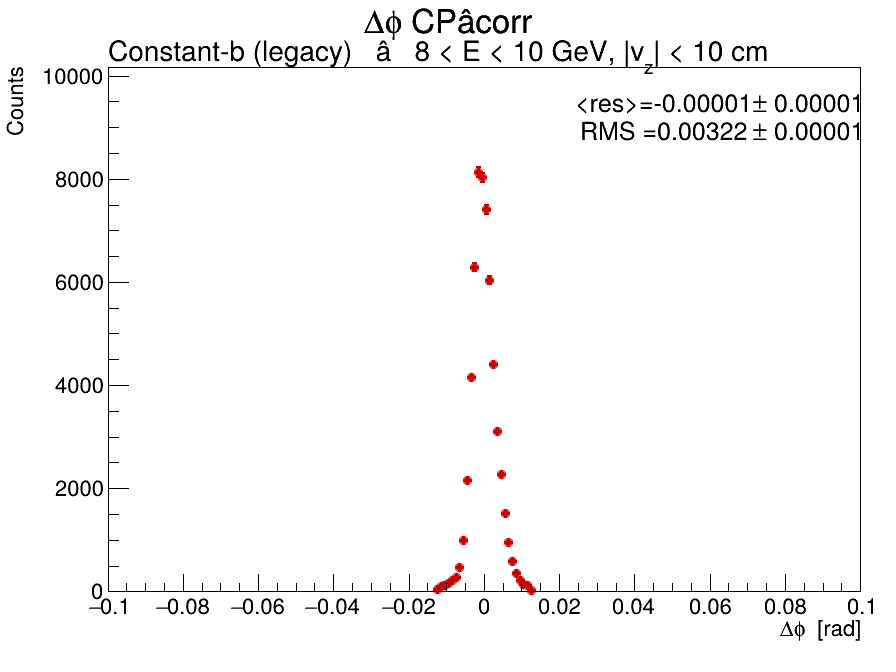 Δϕ CPâcorr
Constant-b (legacy) â 8 < E < 10 GeV, |v_z| < 10 cm
Counts
<res>=-0.00001± 0.00001
RMS =0.00322 ± 0.00001
10000
8000
6000
4000
2000
0
−0.1 −0.08 −0.06 −0.04 −0.02 0 0.02 0.04 0.06 0.08 0.1
Δϕ [rad]